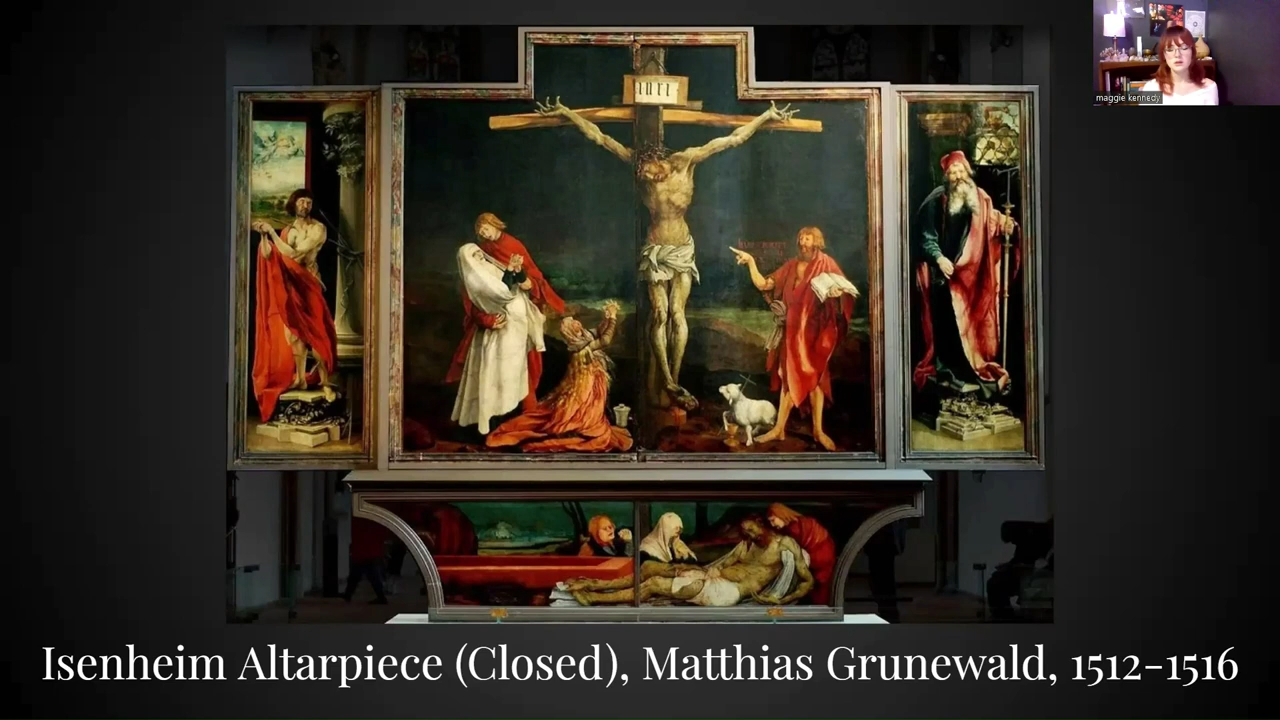 maggie kennedy
INRI
Isenheim Altarpiece (Closed), Matthias Grunewald, 1512-1516